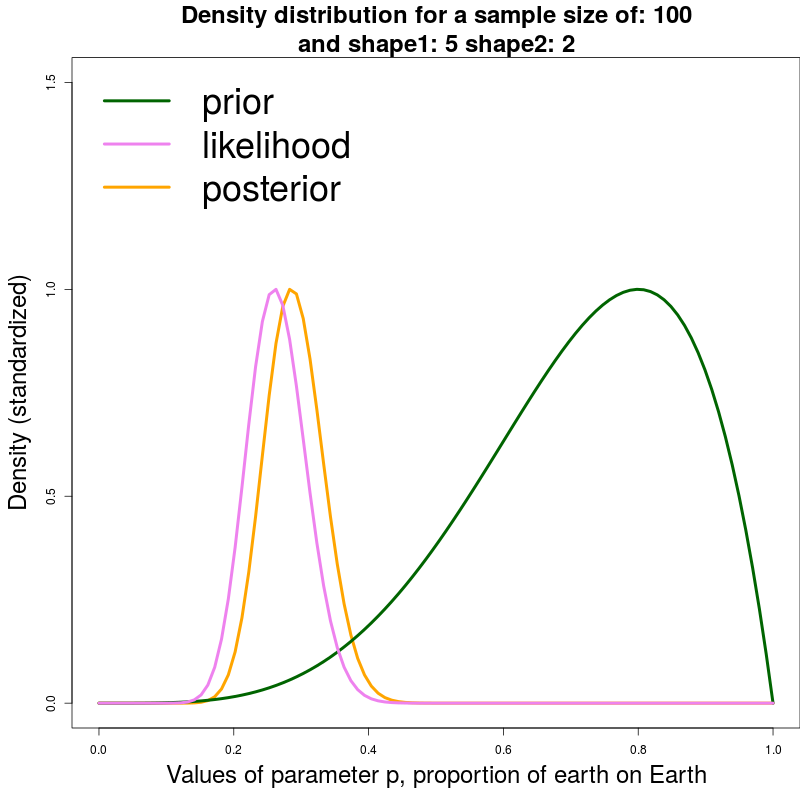 Density distribution for a sample size of: 100
and shape1: 5 shape2: 2
prior
likelihood
posterior
Density (standardized)
1.5
1.0
0.5
0.0
0.0 0.2 0.4 0.6 0.8 1.0
Values of parameter p, proportion of earth on Earth